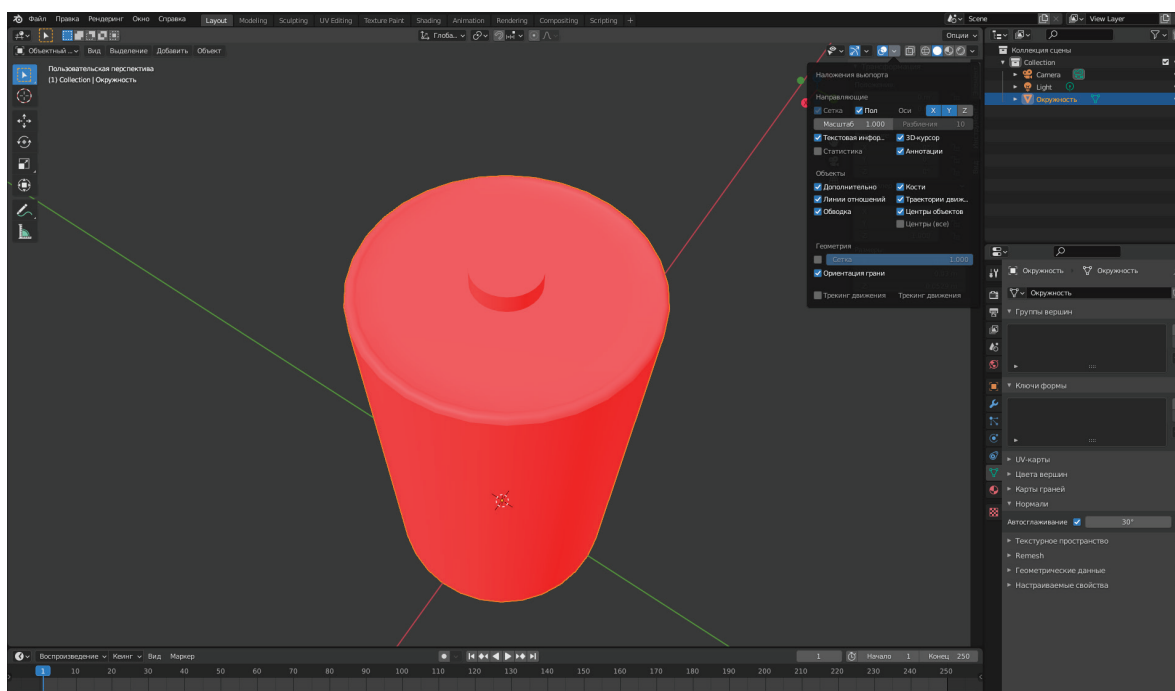 Файл Правка Рендеринг Окно Справка Layout Modeling Sculpting UV Editing Texture Paint Shading Animation Rendering Compositing Scripting + Scene View Layer
Глоба.. Опции
Объектный .. Вид Выделение Добавить Объект
Пользовательская перспектива
(1) Collection | Окружность
Наложения вьюпорта
Направляющие
Сетка Пол Оси X Y Z
Масштаб 1.000 Разбиения 10
Текстовая инфор.. 3D-курсор
Статистика Аннотации
Объекты
Дополнительно Кости
Линии отношений Траектории движ..
Обводка Центры объектов
Центры (все)
Геометрия
Сетка 1.000
Ориентация грани
Трекинг движения Трекинг движения
Коллекция сцены
Collection
Camera
Light
Окружность
Окружность Окружность
Окружность
Группы вершин
Ключи формы
UV-карты
Цвета вершин
Карты граней
Нормали
Автосглаживание 30°
Текстурное пространство
Remesh
Геометрические данные
Настраиваемые свойства
Воспроизведение Кеинг Вид Маркер 1 Начало 1 Конец 250
1 10 20 30 40 50 60 70 80 90 100 110 120 130 140 150 160 170 180 190 200 210 220 230 240 250